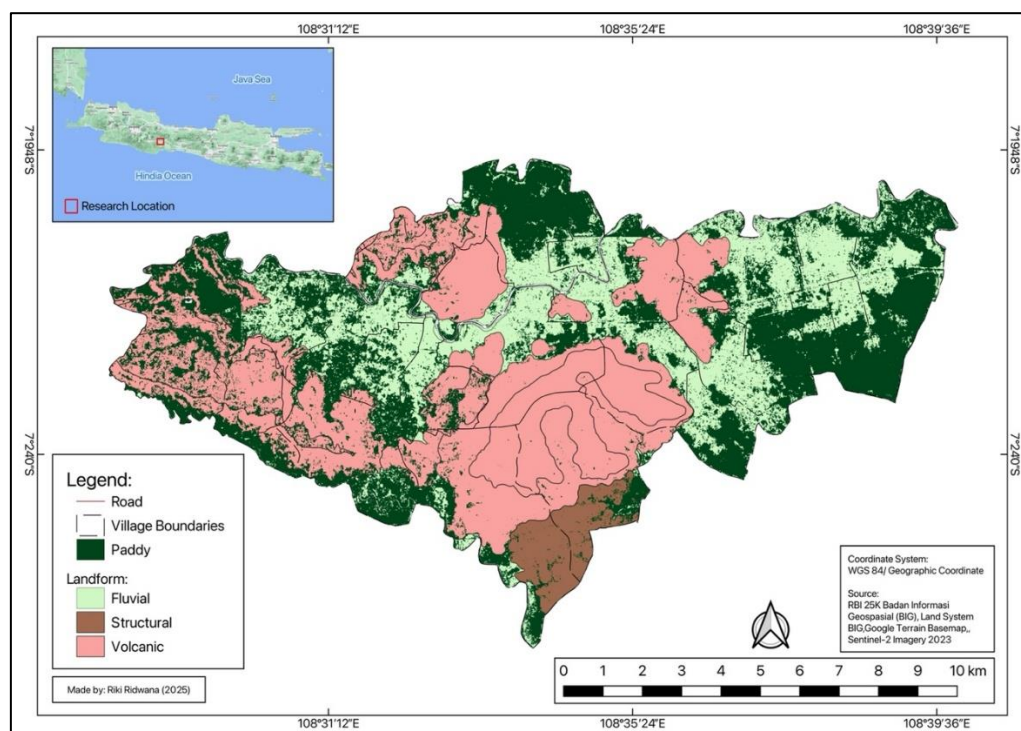 108°31'12"E 108°35'24"E 108°39'36"E
Java Sea
Hindia Ocean
Research Location
7°19'48"S
7°19'48"S
7°24'0"S
7°24'0"S
Legend:
Road
Village Boundaries
Paddy
Landform:
Fluvial
Structural
Volcanic
Made by: Riki Ridwana (2025)
Coordinate System:
WGS 84/ Geographic Coordinate
Source:
RBI 25K Badan Informasi
Geospasial (BIG), Land System
BIG,Google Terrain Basemap,,
Sentinel-2 Imagery 2023
0 1 2 3 4 5 6 7 8 9 10 km
108°31'12"E 108°35'24"E 108°39'36"E